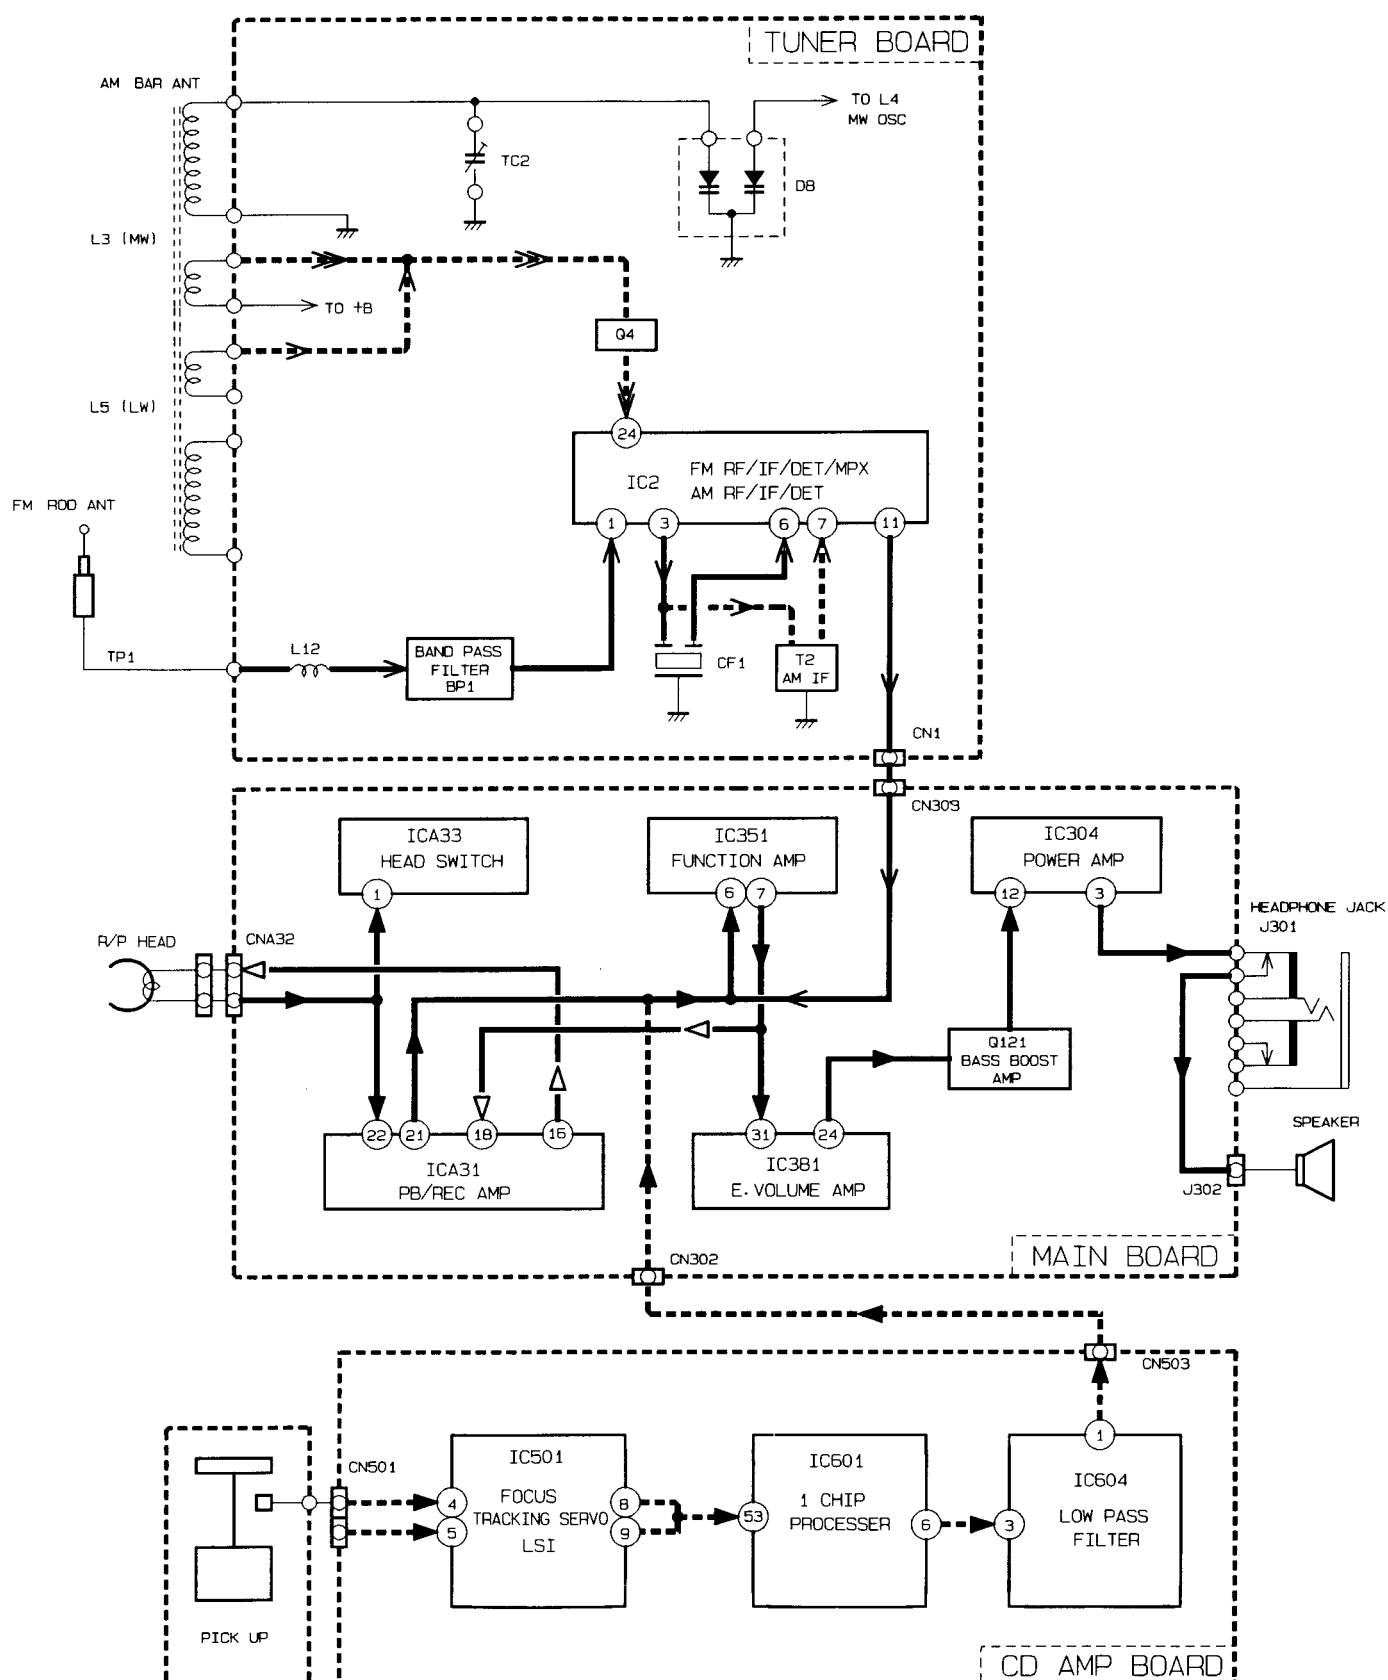 TUNER BOARD
AM BAR ANT
TO L4
MW OSC
TC2
D8
L3 (MW)
TO +B
Q4
L5 (LW)
24
IC2
FM RF/IF/DET/MPX
AM RF/IF/DET
FM ROD ANT
1
3
6
7
11
TP1
L12
BAND PASS
FILTER
BP1
CF1
T2
AM IF
CN1
CN309
ICA33
HEAD SWITCH
1
IC351
FUNCTION AMP
6
7
IC304
POWER AMP
12
3
HEADPHONE JACK
J301
R/P HEAD
CNA32
Q121
BASS BOOST
AMP
22
21
18
16
ICA31
PB/REC AMP
31
24
IC381
E.VOLUME AMP
SPEAKER
J302
MAIN BOARD
CN302
CN503
1
CN501
IC501
FOCUS
TRACKING SERVO
LSI
4
5
8
9
IC601
1 CHIP
PROCESSER
53
6
IC604
LOW PASS
FILTER
3
PICK UP
CD AMP BOARD